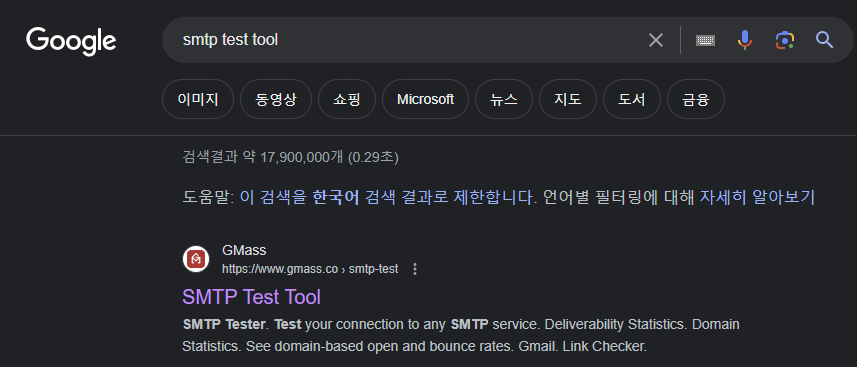 Google smtp test tool
이미지 동영상 쇼핑 Microsoft 뉴스 지도 도서 금융
검색결과 약 17,900,000개 (0.29초)
도움말: 이 검색을 한국어 검색 결과로 제한합니다. 언어별 필터링에 대해 자세히 알아보기
GMass
https://www.gmass.co › smtp-test
SMTP Test Tool
SMTP Tester. Test your connection to any SMTP service. Deliverability Statistics. Domain
Statistics. See domain-based open and bounce rates. Gmail. Link Checker.